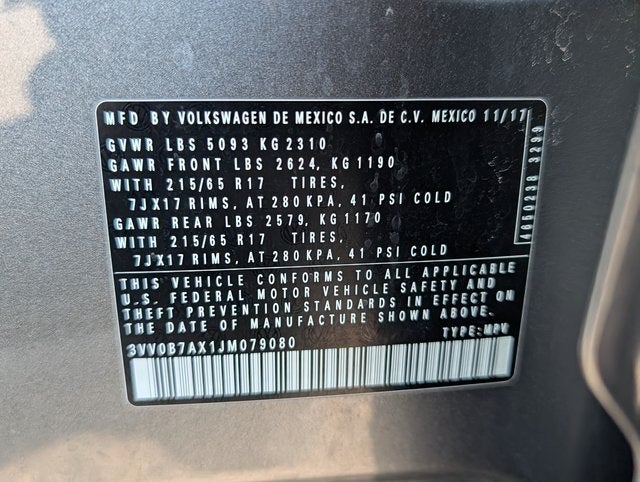 MFD BY VOLKSWAGEN DE MEXICO S.A. DE C.V. MEXICO 11/17
GVWR LBS 5093 KG 2310
GAWR FRONT LBS 2624, KG 1190
WITH 215/65 R17 TIRES,
7JX17 RIMS, AT 280 KPA, 41 PSI COLD
GAWR REAR LBS 2579, KG 1170
WITH 215/65 R17 TIRES,
7JX17 RIMS, AT 280 KPA, 41 PSI COLD
THIS VEHICLE CONFORMS TO ALL APPLICABLE
U.S. FEDERAL MOTOR VEHICLE SAFETY AND
THEFT PREVENTION STANDARDS IN EFFECT ON
THE DATE OF MANUFACTURE SHOWN ABOVE.
3VV0B7AX1JM079080 TYPE: MPV
4660238 3299